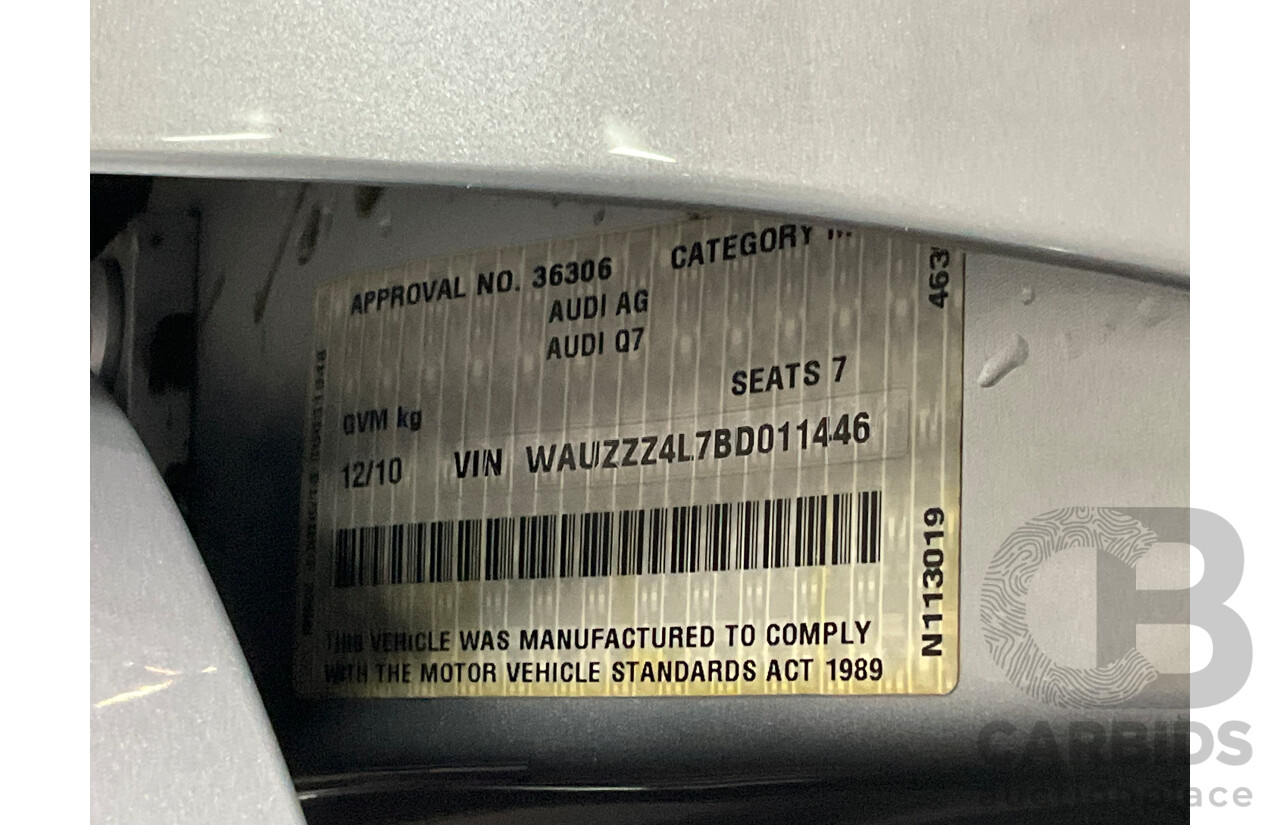 APPROVAL NO. 36306 CATEGORY
AUDI AG
AUDI Q7
SEATS 7
GVM kg
12/10 VIN WAUZZZ4L7BD011446
THIS VEHICLE WAS MANUFACTURED TO COMPLY
WITH THE MOTOR VEHICLE STANDARDS ACT 1989
463
N113019
CB
CARBIDS